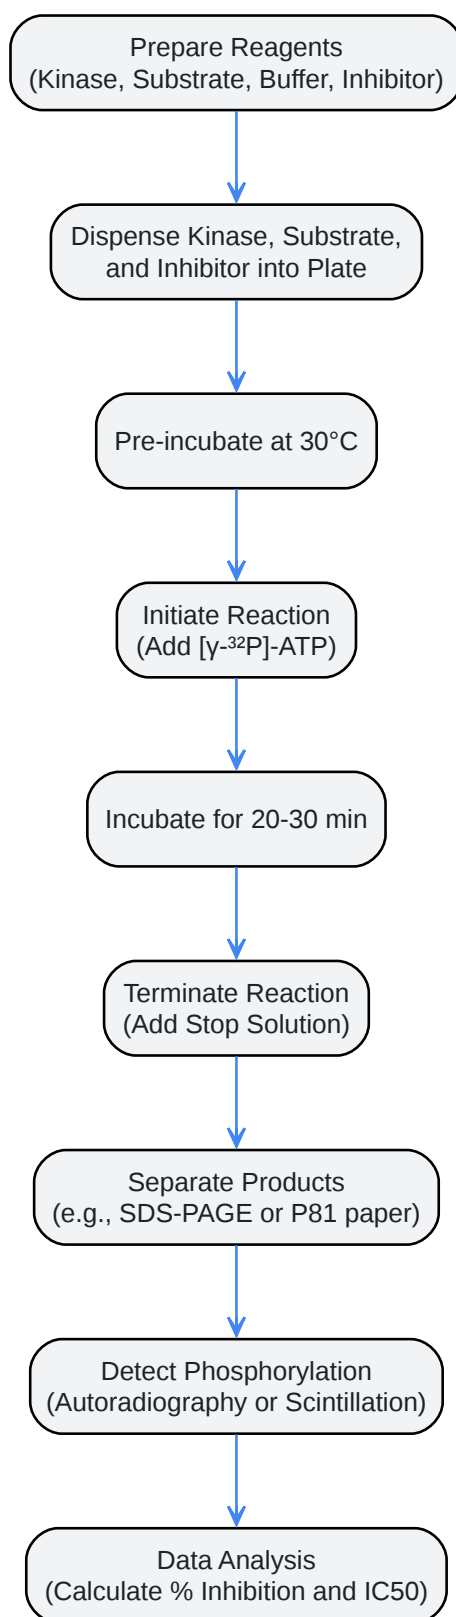 Prepare Reagents
(Kinase, Substrate, Buffer, Inhibitor)
Dispense Kinase, Substrate,
and Inhibitor into Plate
Pre-incubate at 30°C
Initiate Reaction
(Add [γ-³²P]-ATP)
Incubate for 20-30 min
Terminate Reaction
(Add Stop Solution)
Separate Products
(e.g., SDS-PAGE or P81 paper)
Detect Phosphorylation
(Autoradiography or Scintillation)
Data Analysis
(Calculate % Inhibition and IC50)